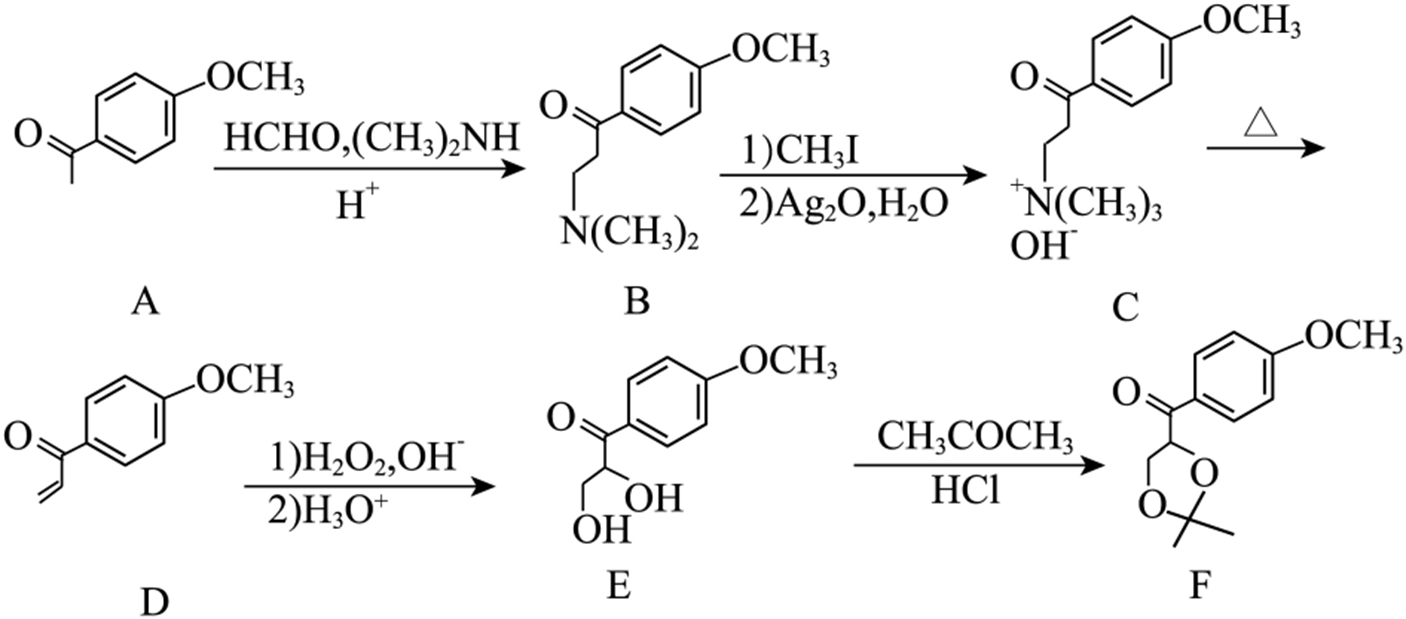 OCH₃
O
A
HCHO,(CH₃)₂NH
H⁺
OCH₃
O
N(CH₃)₂
B
1)CH₃I
2)Ag₂O,H₂O
OCH₃
O
⁺N(CH₃)₃
OH⁻
C
△
OCH₃
O
D
1)H₂O₂,OH⁻
2)H₃O⁺
OCH₃
O
OH
OH
E
CH₃COCH₃
HCl
OCH₃
O
O
O
F